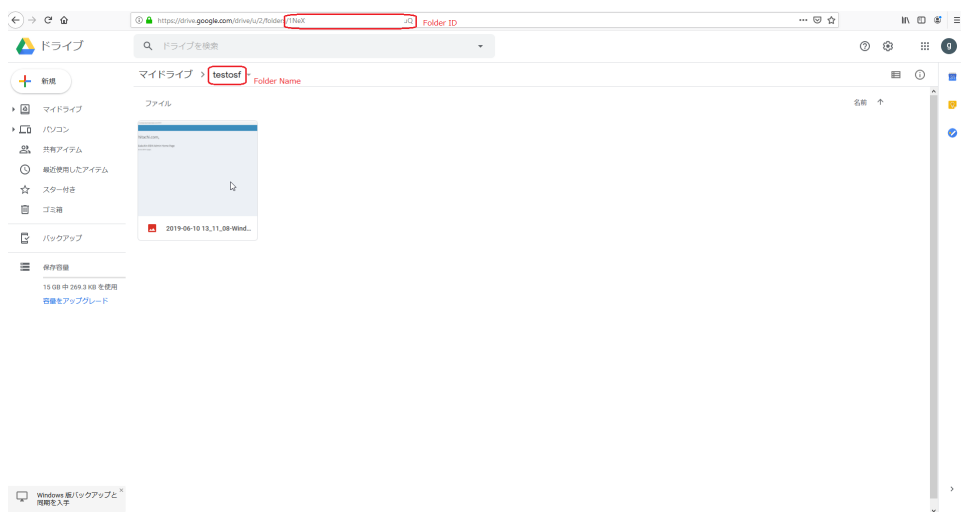 https://drive.google.com/drive/u/2/folders/1NeX uQ
Folder ID
ドライブ
ドライブを検索
g
新規
マイドライブ > testosf
Folder Name
マイドライブ
パソコン
共有アイテム
最近使用したアイテム
スター付き
ゴミ箱
バックアップ
保存容量
15 GB 中 269.3 KB を使用
容量をアップグレード
ファイル
名前 ↑
2019-06-10 13_11_08-Wind...
Windows 版バックアップと
同期を入手